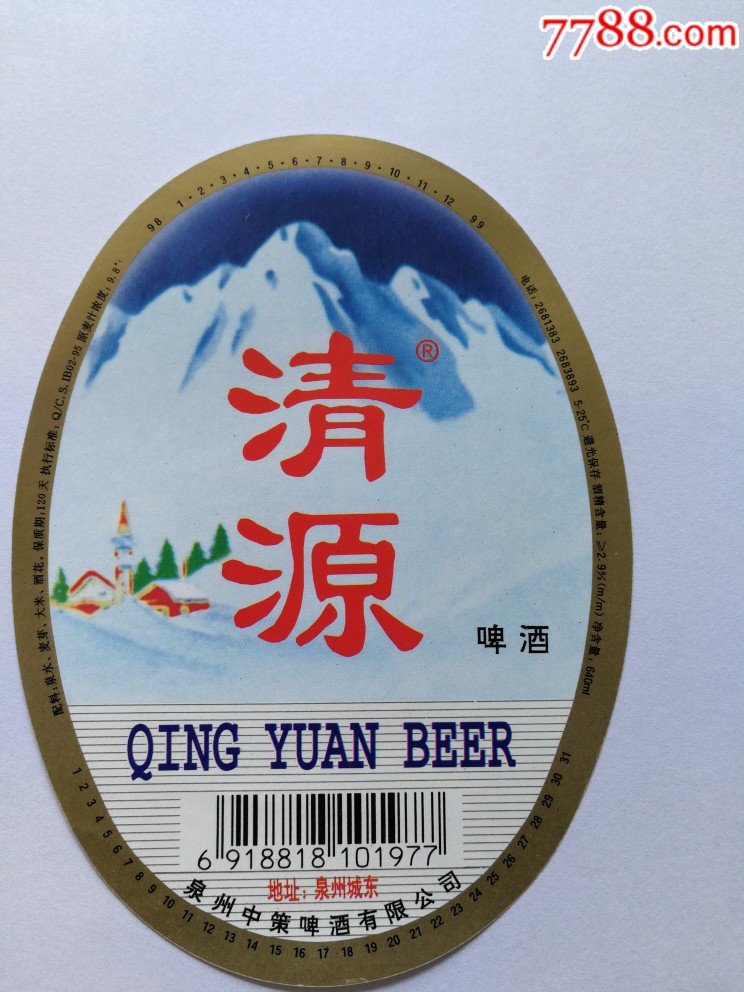 7788.com
98 1·2·3·4·5·6·7·8·9·10·11·12 99
配料:泉水、麦芽、大米、酒花。保质期:120天 执行标准:Q/C.S.IB02-95 原麦汁浓度:9.8°
电话:2681383 2683893 5-25℃ 避光保存 酒精含量:≥2.9%(m/m) 净含量:640ml
清®
源
啤酒
QING YUAN BEER
6 918818 101977
地址:泉州城东
泉州中策啤酒有限公司
1 2 3 4 5 6 7 8 9 10 11 12 13 14 15 16 17 18 19 20 21 22 23 24 25 26 27 28 29 30 31